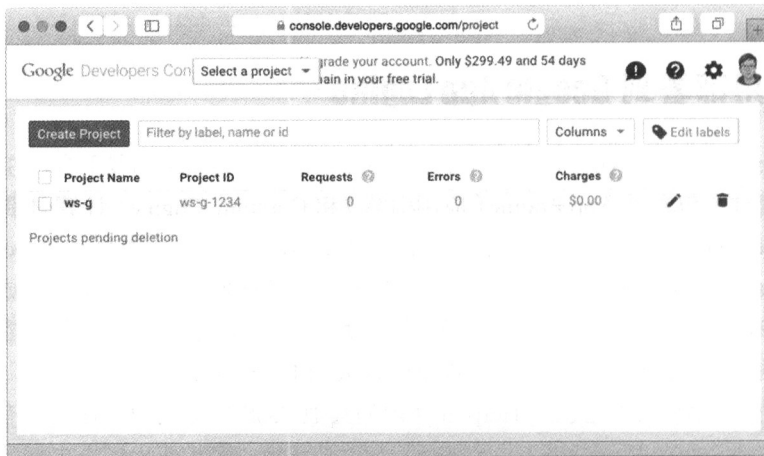 console.developers.google.com/project
Google Developers Con
Select a project
grade your account. Only $299.49 and 54 days
ain in your free trial.
Create Project
Filter by label, name or id
Columns
Edit labels
Project Name Project ID Requests Errors Charges
ws-g ws-g-1234 0 0 $0.00
Projects pending deletion